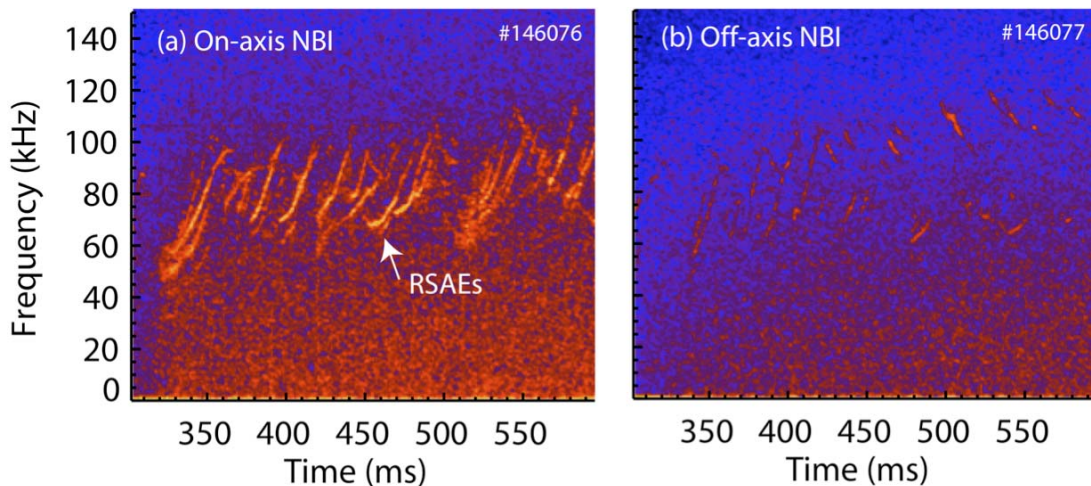 (a) On-axis NBI
#146076
(b) Off-axis NBI
#146077
Frequency (kHz)
140
120
100
80
60
40
20
0
RSAEs
350 400 450 500 550
Time (ms)
350 400 450 500 550
Time (ms)